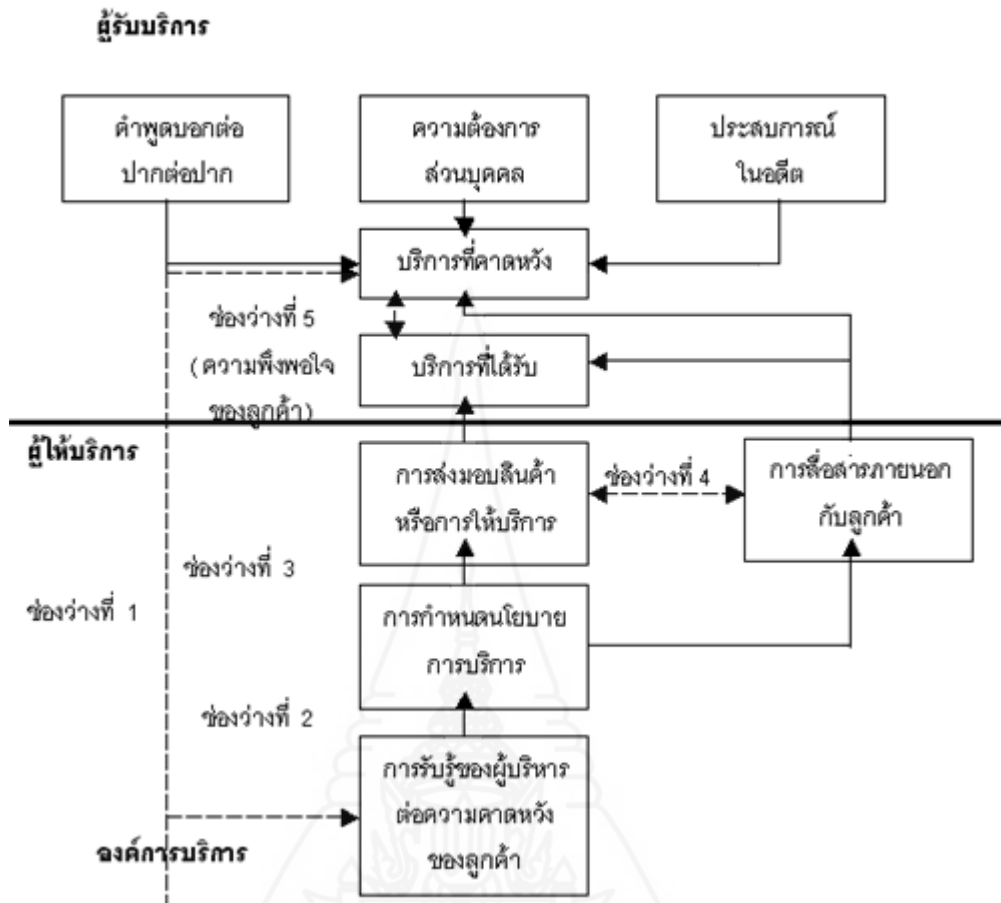 ผู้รับบริการ
คำพูดบอกต่อ
ปากต่อปาก
ความต้องการ
ส่วนบุคคล
ประสบการณ์
ในอดีต
บริการที่คาดหวัง
ช่องว่างที่ 5
(ความพึงพอใจ
ของลูกค้า)
บริการที่ได้รับ
ผู้ให้บริการ
การส่งมอบสินค้า
หรือการให้บริการ
ช่องว่างที่ 4
การสื่อสารภายนอก
กับลูกค้า
ช่องว่างที่ 3
ช่องว่างที่ 1
การกำหนดนโยบาย
การบริการ
ช่องว่างที่ 2
การรับรู้ของผู้บริหาร
ต่อความคาดหวัง
ของลูกค้า
องค์การบริการ